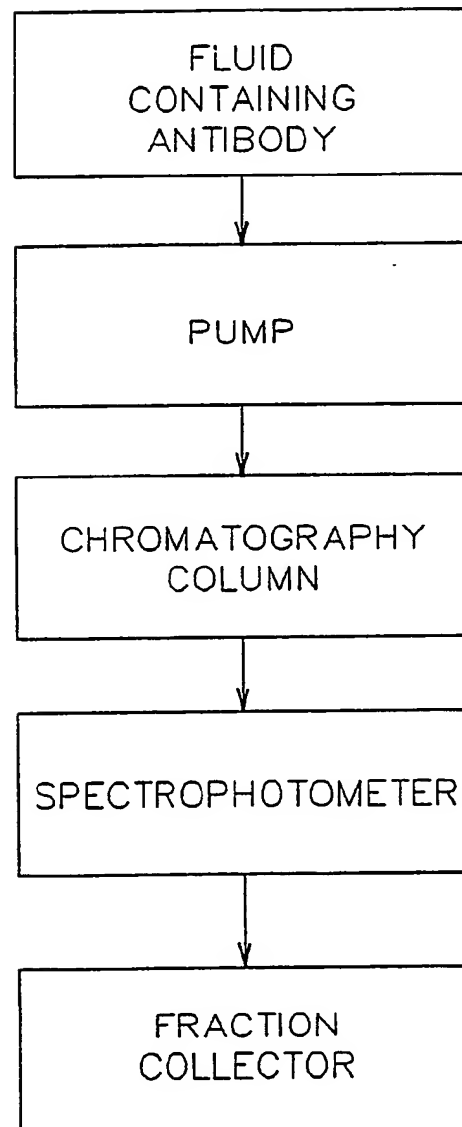 FLUID
CONTAINING
ANTIBODY
PUMP
CHROMATOGRAPHY
COLUMN
SPECTROPHOTOMETER
FRACTION
COLLECTOR